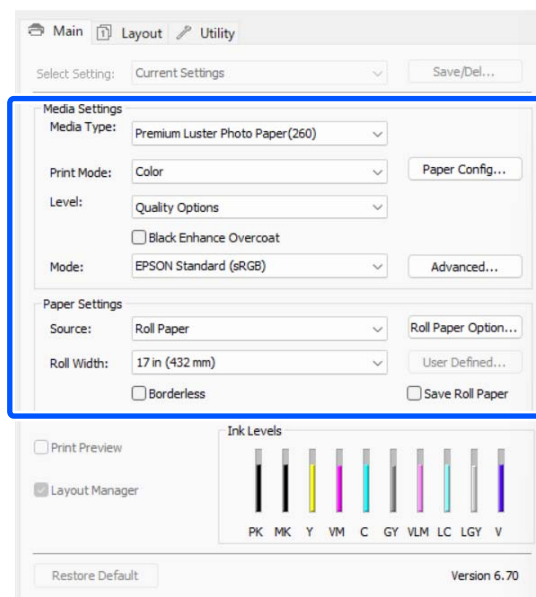 Main 1 Layout Utility
Select Setting: Current Settings Save/Del...
Media Settings
Media Type: Premium Luster Photo Paper(260)
Print Mode: Color Paper Config...
Level: Quality Options
Black Enhance Overcoat
Mode: EPSON Standard (sRGB) Advanced...
Paper Settings
Source: Roll Paper Roll Paper Option...
Roll Width: 17 in (432 mm) User Defined...
Borderless Save Roll Paper
Ink Levels
Print Preview
Layout Manager
PK MK Y VM C GY VLM LC LGY V
Restore Default Version 6.70